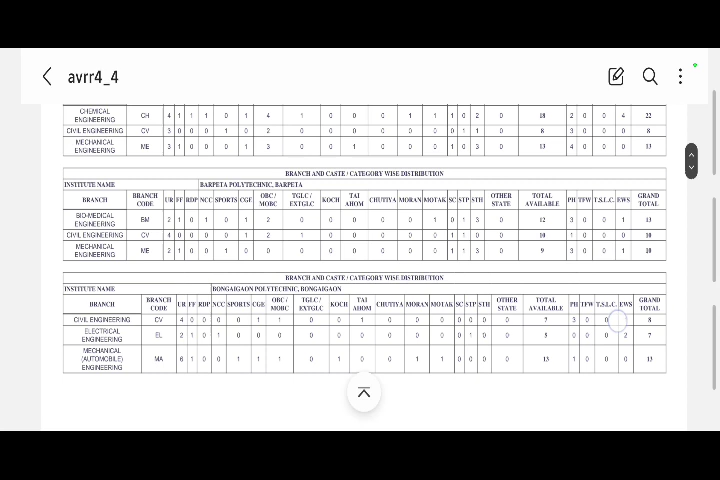 avrr4_4
CHEMICAL ENGINEERING CH 4 1 1 1 0 1 4 1 0 0 0 1 1 1 0 2 0 18 2 0 0 4 22
CIVIL ENGINEERING CV 3 0 0 0 1 0 2 0 0 0 0 0 0 0 1 1 0 8 3 0 0 0 8
MECHANICAL ENGINEERING ME 3 1 0 0 0 1 3 0 0 1 0 0 0 1 0 3 0 13 4 0 0 0 13
BRANCH AND CASTE / CATEGORY WISE DISTRIBUTION
INSTITUTE NAME BARPETA POLYTECHNIC, BARPETA
BRANCH BRANCH CODE UR FF RDP NCC SPORTS CGE OBC / MOBC TGLC / EXTGLC KOCH TAI AHOM CHUTIYA MORAN MOTAK SC STP STH OTHER STATE TOTAL AVAILABLE PH TFW T.S.L.C. EWS GRAND TOTAL
BIO-MEDICAL ENGINEERING BM 2 1 0 1 0 1 2 0 0 0 0 0 1 0 1 3 0 12 3 0 0 1 13
CIVIL ENGINEERING CV 4 0 0 0 0 1 2 1 0 0 0 0 0 1 1 0 0 10 1 0 0 0 10
MECHANICAL ENGINEERING ME 2 1 0 0 1 0 0 0 0 0 0 0 0 1 1 3 0 9 3 0 0 1 10
BRANCH AND CASTE / CATEGORY WISE DISTRIBUTION
INSTITUTE NAME BONGAIGAON POLYTECHNIC, BONGAIGAON
BRANCH BRANCH CODE UR FF RDP NCC SPORTS CGE OBC / MOBC TGLC / EXTGLC KOCH TAI AHOM CHUTIYA MORAN MOTAK SC STP STH OTHER STATE TOTAL AVAILABLE PH TFW T.S.L.C. EWS GRAND TOTAL
CIVIL ENGINEERING CV 4 0 0 0 0 1 1 0 0 1 0 0 0 0 0 0 0 7 3 0 0 8
ELECTRICAL ENGINEERING EL 2 1 0 1 0 0 0 0 0 0 0 0 0 0 1 0 0 5 0 0 0 2 7
MECHANICAL (AUTOMOBILE) ENGINEERING MA 6 1 0 0 1 1 1 0 1 0 0 1 1 0 0 0 0 13 1 0 0 0 13